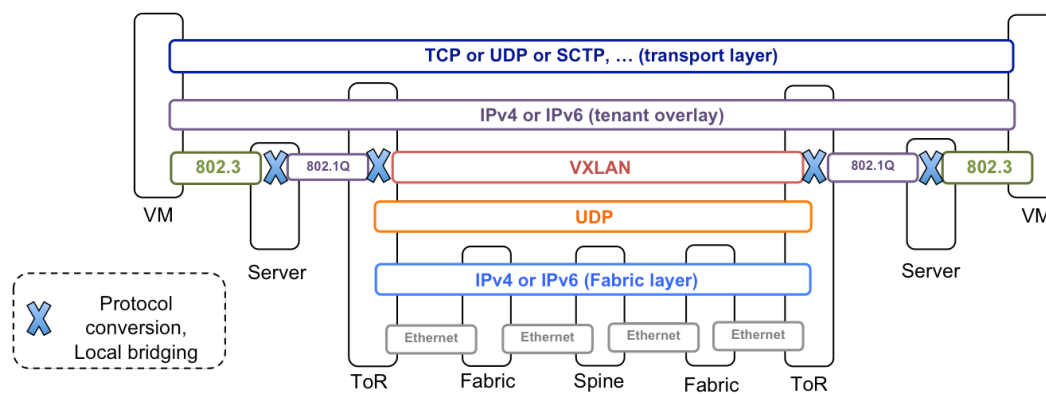 TCP or UDP or SCTP, … (transport layer)
IPv4 or IPv6 (tenant overlay)
802.3
802.1Q
VXLAN
802.1Q
802.3
VM
VM
UDP
Server
Server
IPv4 or IPv6 (Fabric layer)
Protocol
conversion,
Local bridging
Ethernet
Ethernet
Ethernet
Ethernet
ToR
Fabric
Spine
Fabric
ToR